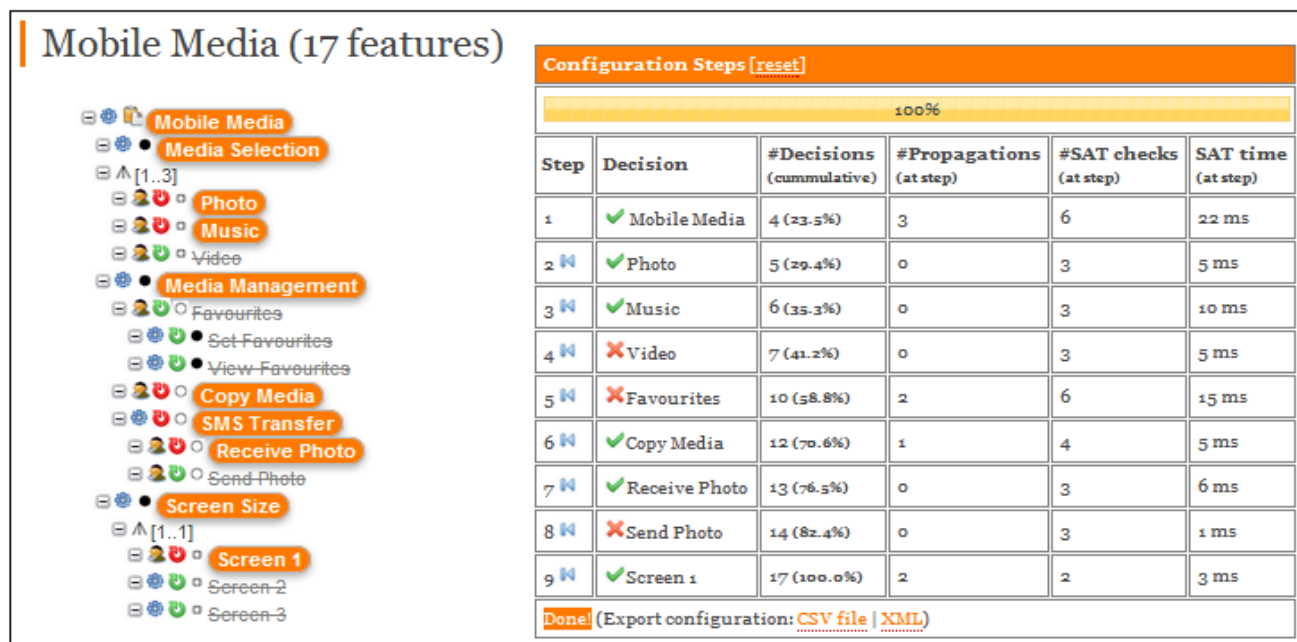 Mobile Media (17 features)
Mobile Media
Media Selection
[1..3]
Photo
Music
Video
Media Management
Favourites
Set Favourites
View Favourites
Copy Media
SMS Transfer
Receive Photo
Send Photo
Screen Size
[1..1]
Screen 1
Screen 2
Screen 3
Configuration Steps [reset]
100%
Step Decision #Decisions (cummulative) #Propagations (at step) #SAT checks (at step) SAT time (at step)
1 Mobile Media 4 (23.5%) 3 6 22 ms
2 Photo 5 (29.4%) 0 3 5 ms
3 Music 6 (35.3%) 0 3 10 ms
4 Video 7 (41.2%) 0 3 5 ms
5 Favourites 10 (58.8%) 2 6 15 ms
6 Copy Media 12 (70.6%) 1 4 5 ms
7 Receive Photo 13 (76.5%) 0 3 6 ms
8 Send Photo 14 (82.4%) 0 3 1 ms
9 Screen 1 17 (100.0%) 2 2 3 ms
Done! (Export configuration: CSV file | XML)